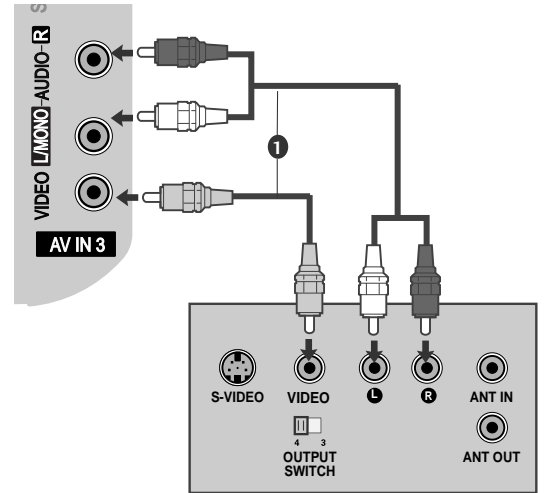 S
VIDEO L/MONO-AUDIO-R
AV IN 3
1
S-VIDEO
VIDEO
L
R
ANT IN
4 3
OUTPUT
SWITCH
ANT OUT